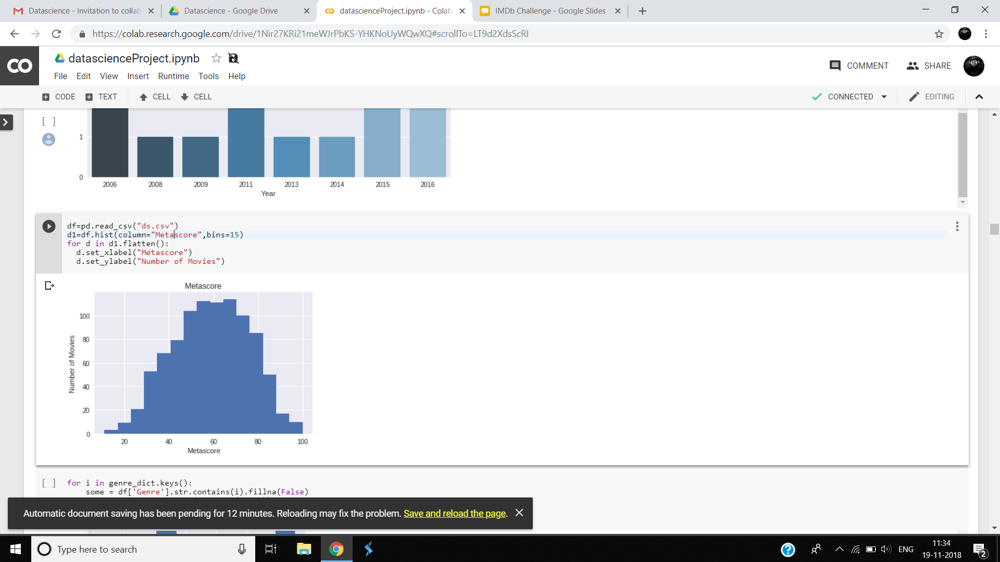 Datascience - Invitation to collab
Datascience - Google Drive
datascienceProject.ipynb - Colab
IMDb Challenge - Google Slides
https://colab.research.google.com/drive/1Nir27KRi21meWJrPbKS-YHKNoUyWQwXQ#scrollTo=LT9d2XdsScRI
CO
datascienceProject.ipynb
COMMENT
SHARE
File Edit View Insert Runtime Tools Help
CODE TEXT CELL CELL
CONNECTED
EDITING
[ ]
1
0
2006 2008 2009 2011 2013 2014 2015 2016
Year
df=pd.read_csv("ds.csv")
d1=df.hist(column="Metascore",bins=15)
for d in d1.flatten():
d.set_xlabel("Metascore")
d.set_ylabel("Number of Movies")
Metascore
Number of Movies
100
80
60
40
20
0
20 40 60 80 100
Metascore
[ ]
for i in genre_dict.keys():
some = df['Genre'].str.contains(i).fillna(False)
Automatic document saving has been pending for 12 minutes. Reloading may fix the problem. Save and reload the page.
Type here to search
ENG
11:34
19-11-2018
2